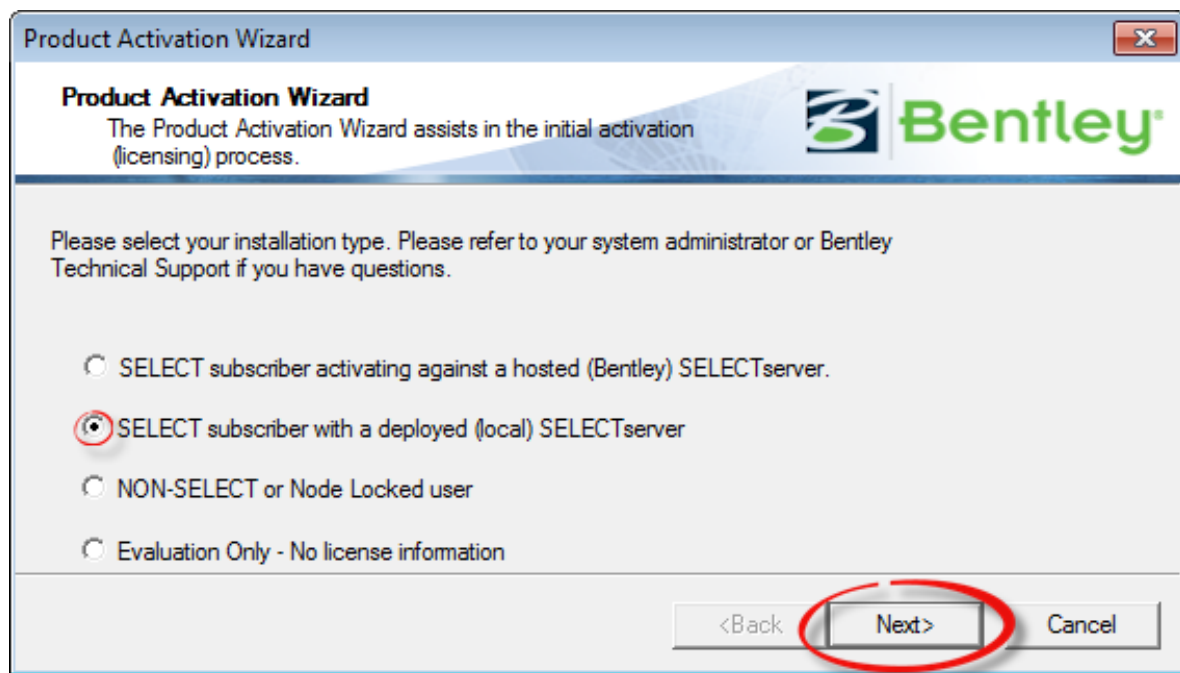 Product Activation Wizard
Product Activation Wizard
The Product Activation Wizard assists in the initial activation
(licensing) process.
Bentley®
Please select your installation type. Please refer to your system administrator or Bentley
Technical Support if you have questions.
SELECT subscriber activating against a hosted (Bentley) SELECTserver.
SELECT subscriber with a deployed (local) SELECTserver
NON-SELECT or Node Locked user
Evaluation Only - No license information
<Back
Next>
Cancel